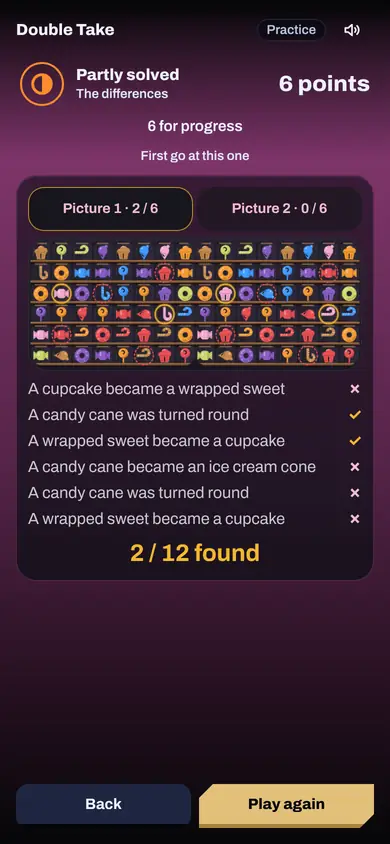 Double Take
Practice
Partly solved
The differences
6 points
6 for progress
First go at this one
Picture 1 · 2 / 6
Picture 2 · 0 / 6
A cupcake became a wrapped sweet
A candy cane was turned round
A wrapped sweet became a cupcake
A candy cane became an ice cream cone
A candy cane was turned round
A wrapped sweet became a cupcake
2 / 12 found
Back
Play again